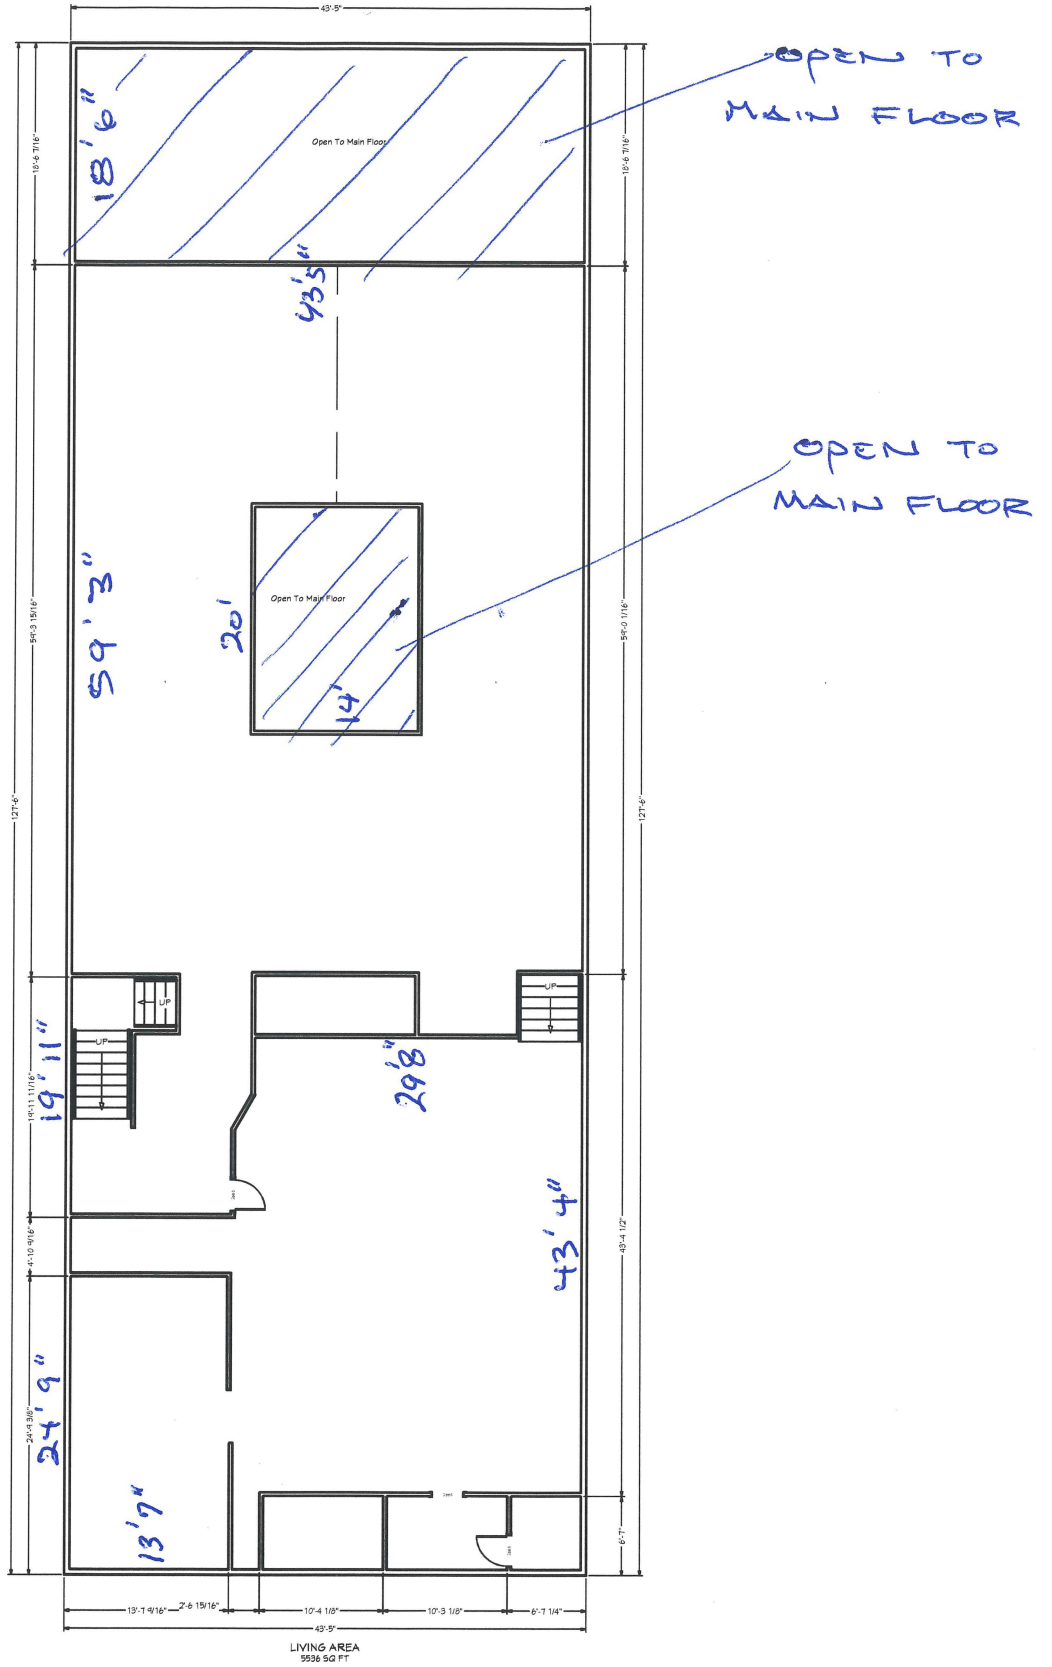 43'-5"
OPEN TO
MAIN FLOOR
18'6"
18'-6 7/16"
Open To Main Floor
18'-6 7/16"
43'5"
OPEN TO
MAIN FLOOR
59'3"
59'-3 15/16"
20'
Open To Main Floor
14'
59'-0 1/16"
127'-6"
127'-6"
UP
UP
UP
19'11"
19'-11 11/16"
29'8"
43'4"
43'-4 1/2"
4'-10 9/16"
24'9"
24'-9 3/8"
13'7"
6'-7"
13'-7 9/16"
2'-6 15/16"
10'-4 1/8"
10'-3 1/8"
6'-7 1/4"
43'-5"
LIVING AREA
5536 SQ FT